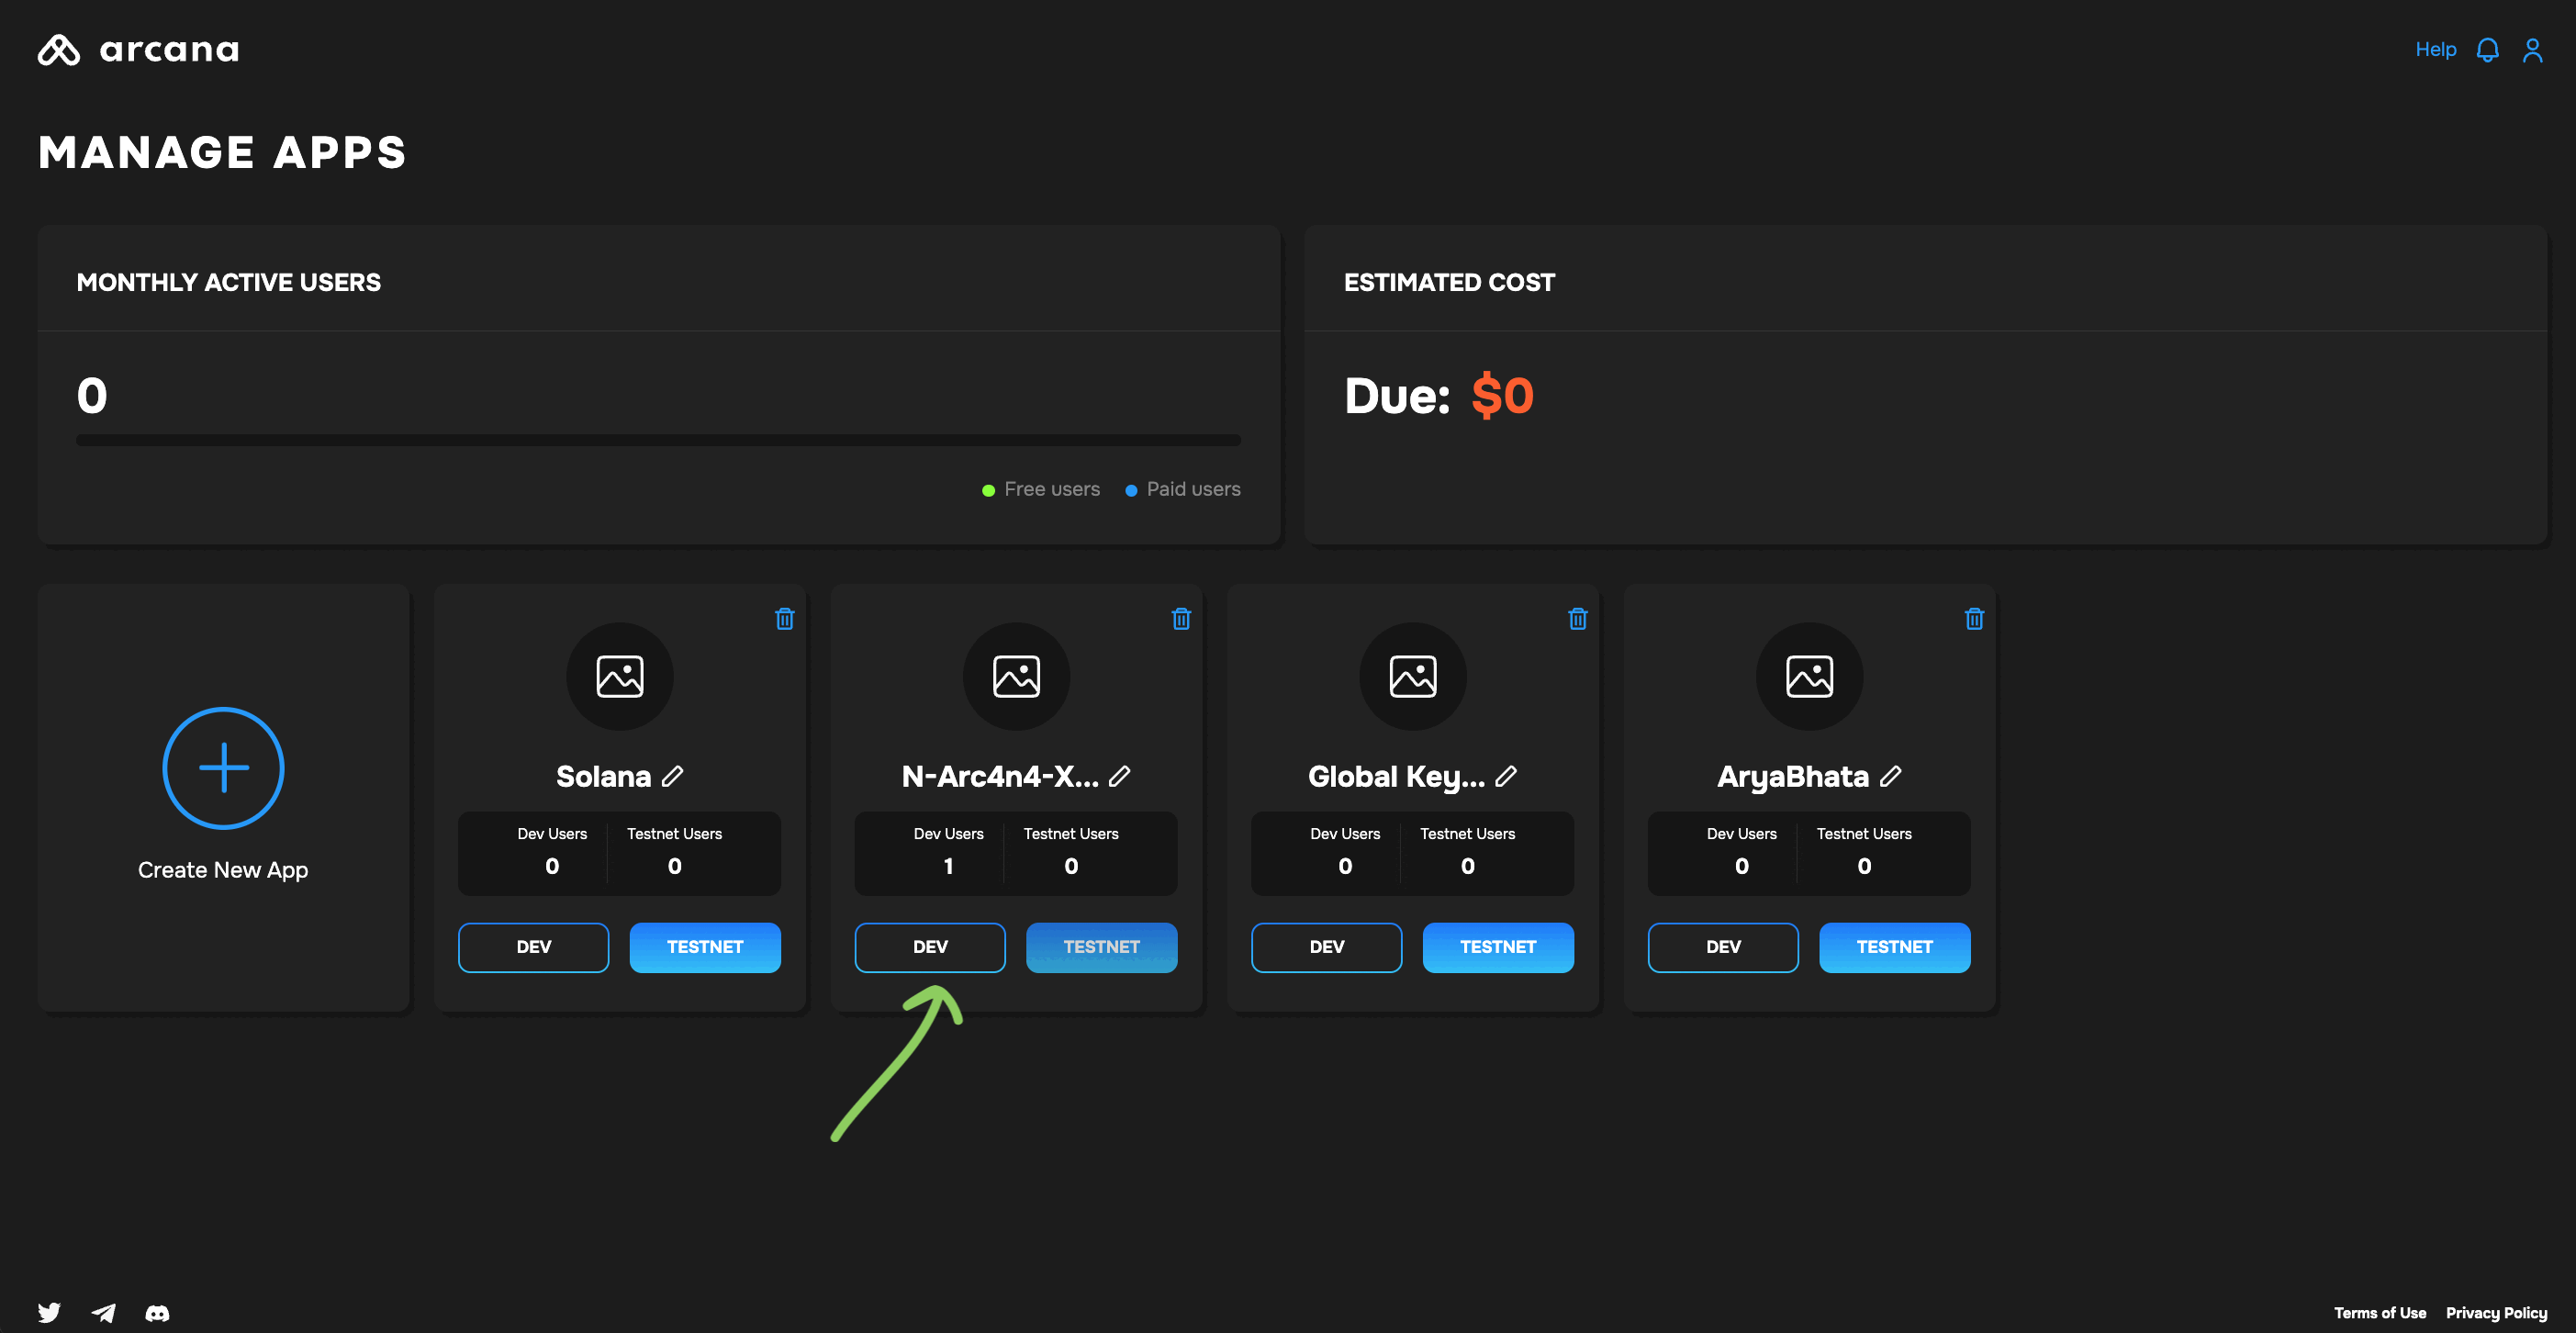 arcana
Help
MANAGE APPS
MONTHLY ACTIVE USERS
0
Free users Paid users
ESTIMATED COST
Due: $0
Create New App
Solana
Dev Users Testnet Users
0 0
DEV TESTNET
N-Arc4n4-X...
Dev Users Testnet Users
1 0
DEV TESTNET
Global Key...
Dev Users Testnet Users
0 0
DEV TESTNET
AryaBhata
Dev Users Testnet Users
0 0
DEV TESTNET
Terms of Use Privacy Policy